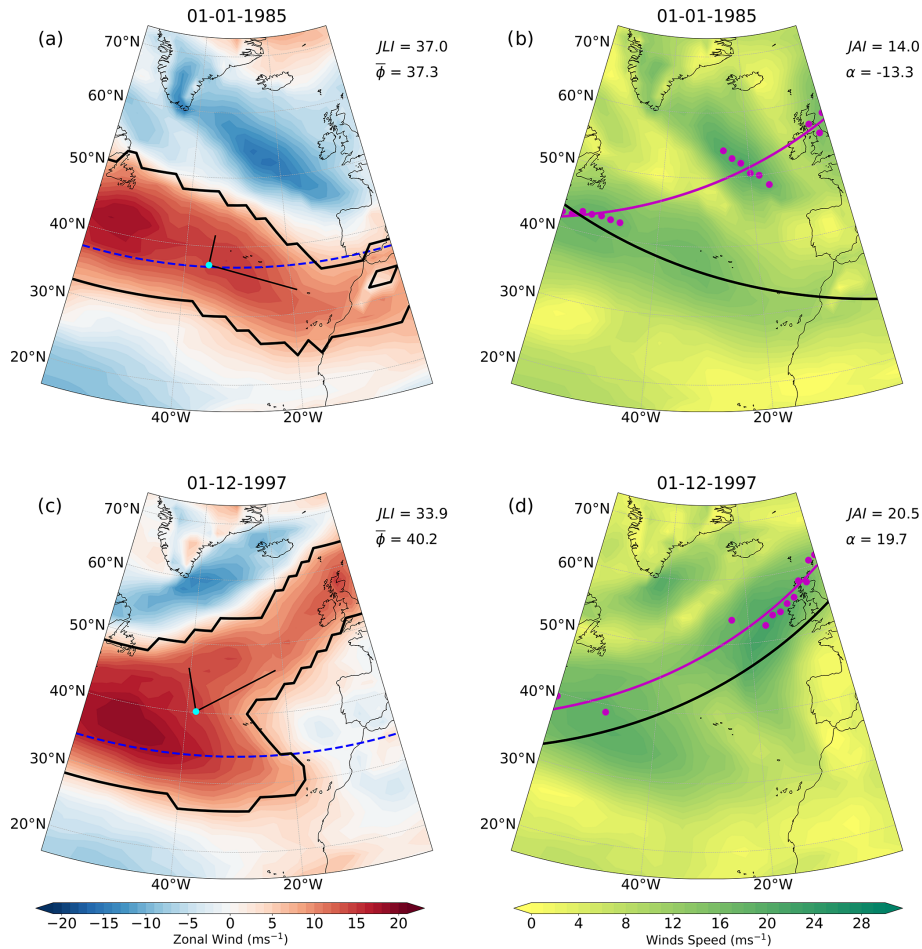 01-01-1985
(a)
JLI = 37.0
ϕ̅ = 37.3
70°N
60°N
50°N
40°N
30°N
20°N
40°W
20°W
01-01-1985
(b)
JAI = 14.0
α = -13.3
70°N
60°N
50°N
40°N
30°N
20°N
40°W
20°W
01-12-1997
(c)
JLI = 33.9
ϕ̅ = 40.2
70°N
60°N
50°N
40°N
30°N
20°N
40°W
20°W
01-12-1997
(d)
JAI = 20.5
α = 19.7
70°N
60°N
50°N
40°N
30°N
20°N
40°W
20°W
−20 −15 −10 −5 0 5 10 15 20
Zonal Wind (ms⁻¹)
0 4 8 12 16 20 24 28
Winds Speed (ms⁻¹)